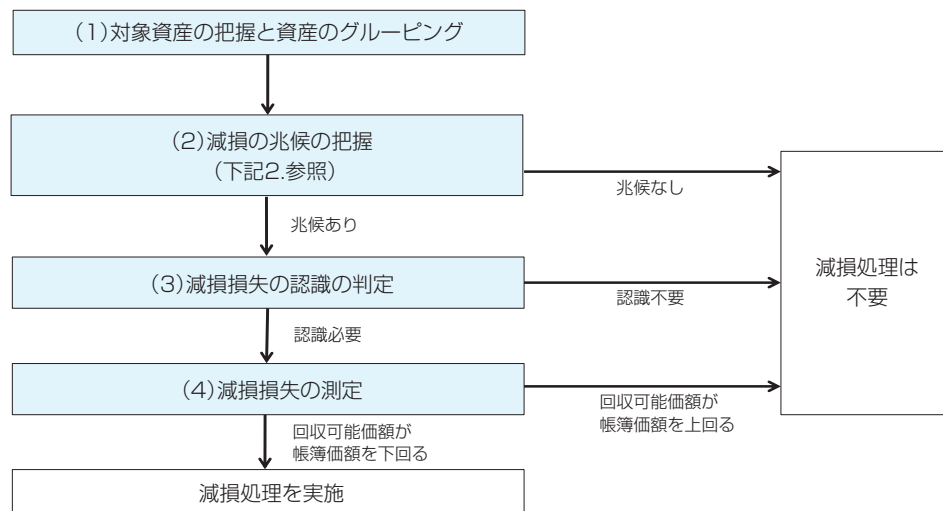 (1)対象資産の把握と資産のグルーピング
(2)減損の兆候の把握
(下記2.参照)
兆候なし
兆候あり
減損処理は
不要
(3)減損損失の認識の判定
認識不要
認識必要
(4)減損損失の測定
回収可能価額が
帳簿価額を上回る
回収可能価額が
帳簿価額を下回る
減損処理を実施